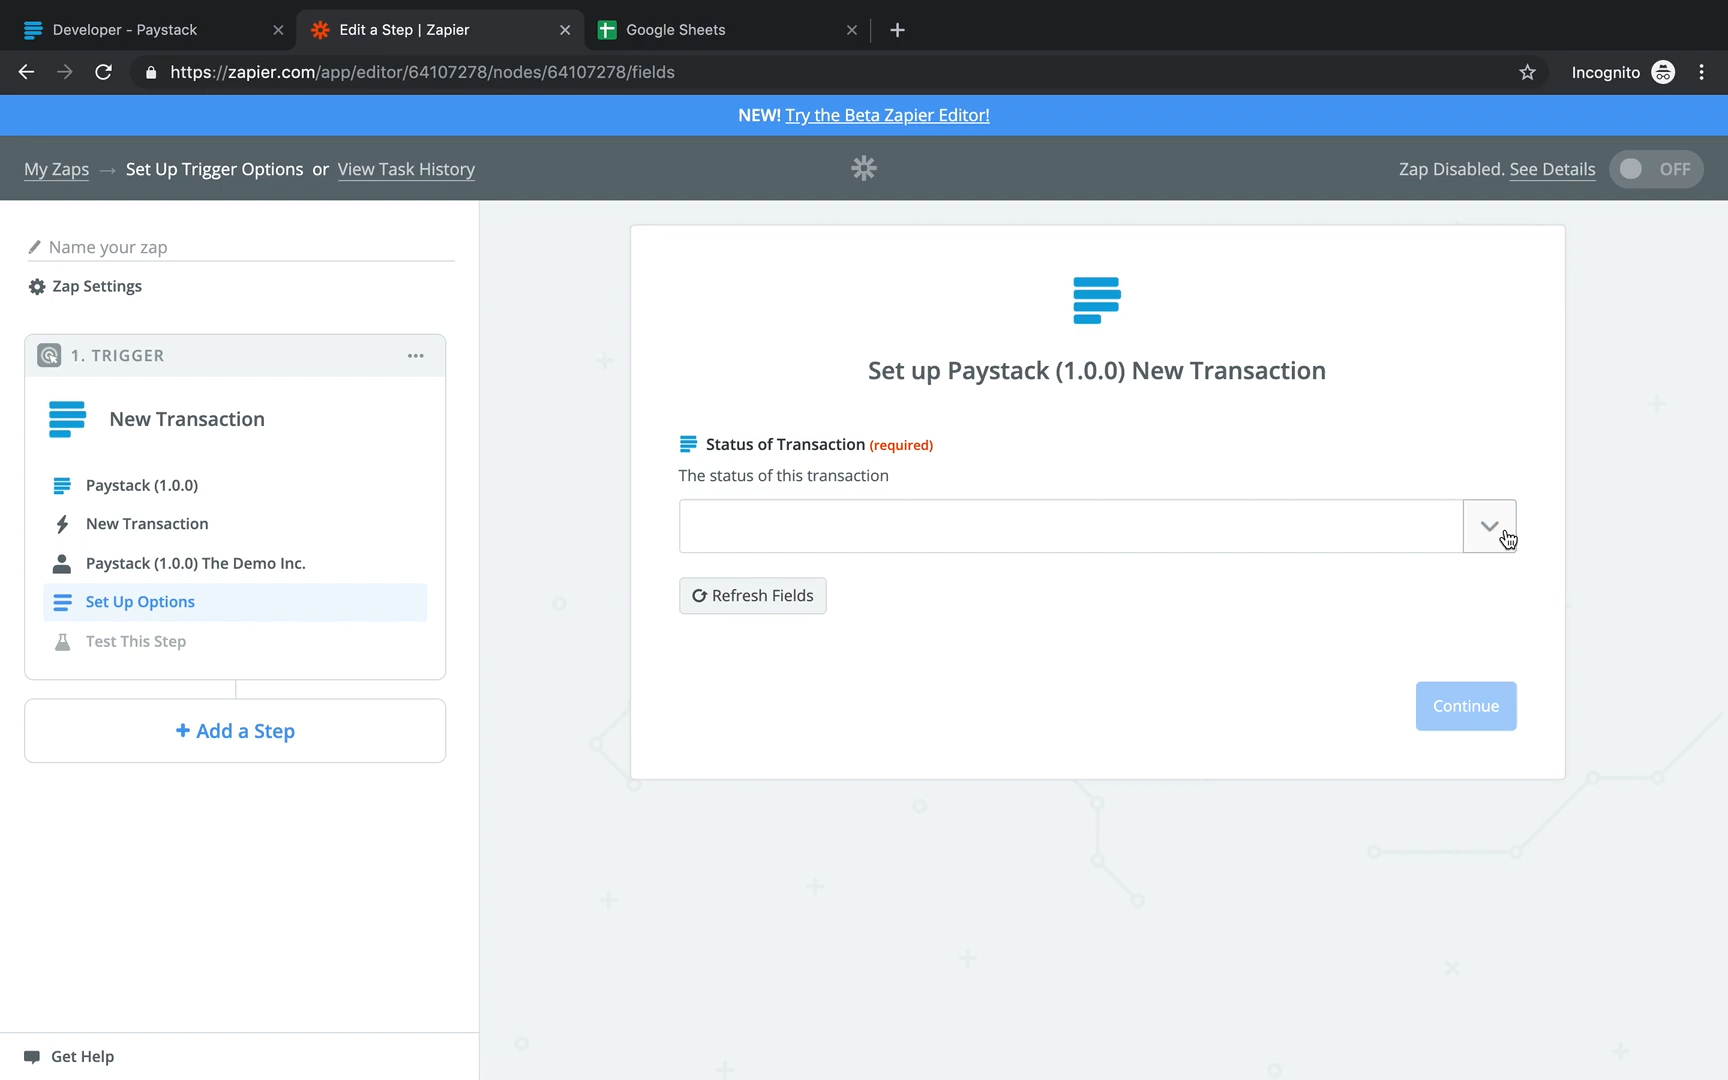 Developer - Paystack
Edit a Step | Zapier
Google Sheets
https://zapier.com/app/editor/64107278/nodes/64107278/fields
Incognito
NEW! Try the Beta Zapier Editor!
My Zaps → Set Up Trigger Options or View Task History
Zap Disabled. See Details
OFF
Name your zap
Zap Settings
1. TRIGGER
New Transaction
Paystack (1.0.0)
New Transaction
Paystack (1.0.0) The Demo Inc.
Set Up Options
Test This Step
+ Add a Step
Get Help
Set up Paystack (1.0.0) New Transaction
Status of Transaction (required)
The status of this transaction
Refresh Fields
Continue